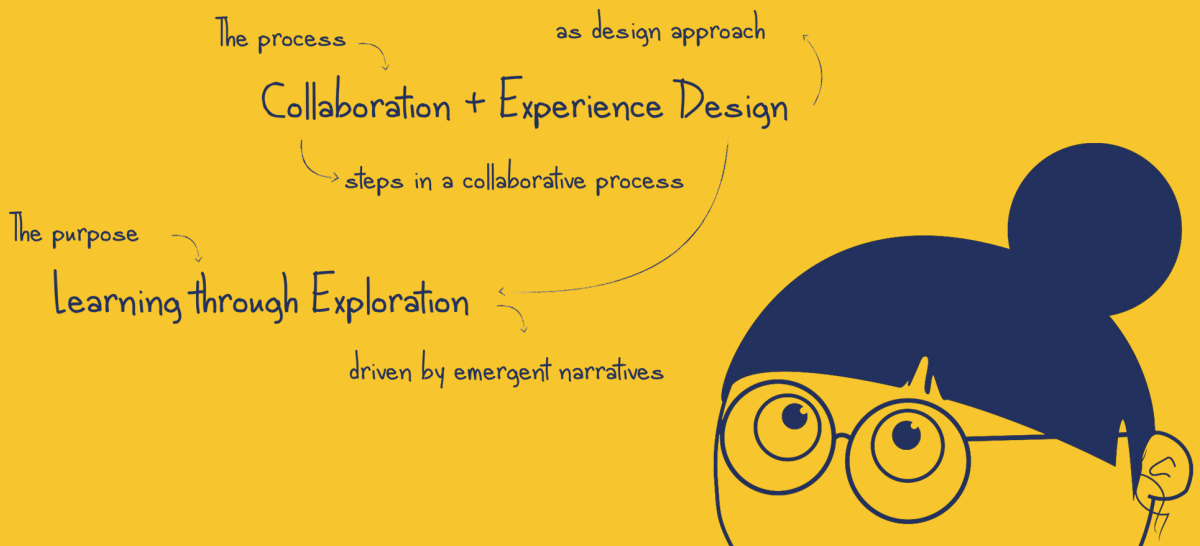 The process
as design approach
Collaboration + Experience Design
steps in a collaborative process
The purpose
Learning through Exploration
driven by emergent narratives